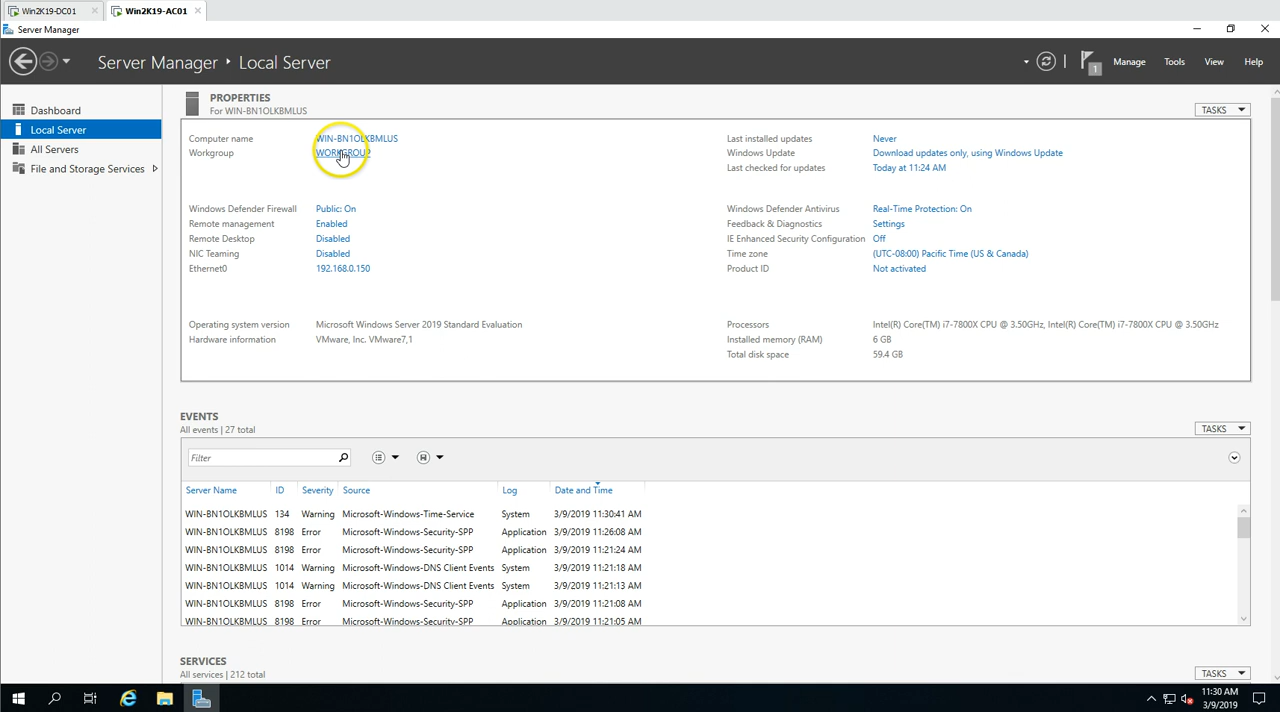 Win2K19-DC01
Win2K19-AC01
Server Manager
Server Manager ‣ Local Server
1
Manage
Tools
View
Help
Dashboard
Local Server
All Servers
File and Storage Services
PROPERTIES
For WIN-BN1OLKBMLUS
TASKS
Computer name WIN-BN1OLKBMLUS
Workgroup WORKGROUP
Last installed updates Never
Windows Update Download updates only, using Windows Update
Last checked for updates Today at 11:24 AM
Windows Defender Firewall Public: On
Remote management Enabled
Remote Desktop Disabled
NIC Teaming Disabled
Ethernet0 192.168.0.150
Windows Defender Antivirus Real-Time Protection: On
Feedback & Diagnostics Settings
IE Enhanced Security Configuration Off
Time zone (UTC-08:00) Pacific Time (US & Canada)
Product ID Not activated
Operating system version Microsoft Windows Server 2019 Standard Evaluation
Hardware information VMware, Inc. VMware7,1
Processors Intel(R) Core(TM) i7-7800X CPU @ 3.50GHz, Intel(R) Core(TM) i7-7800X CPU @ 3.50GHz
Installed memory (RAM) 6 GB
Total disk space 59.4 GB
EVENTS
All events | 27 total
TASKS
Filter
Server Name ID Severity Source Log Date and Time
WIN-BN1OLKBMLUS 134 Warning Microsoft-Windows-Time-Service System 3/9/2019 11:30:41 AM
WIN-BN1OLKBMLUS 8198 Error Microsoft-Windows-Security-SPP Application 3/9/2019 11:26:08 AM
WIN-BN1OLKBMLUS 8198 Error Microsoft-Windows-Security-SPP Application 3/9/2019 11:21:24 AM
WIN-BN1OLKBMLUS 1014 Warning Microsoft-Windows-DNS Client Events System 3/9/2019 11:21:18 AM
WIN-BN1OLKBMLUS 1014 Warning Microsoft-Windows-DNS Client Events System 3/9/2019 11:21:13 AM
WIN-BN1OLKBMLUS 8198 Error Microsoft-Windows-Security-SPP Application 3/9/2019 11:21:08 AM
WIN-BN1OLKBMLUS 8198 Error Microsoft-Windows-Security-SPP Application 3/9/2019 11:21:05 AM
SERVICES
All services | 212 total
TASKS
11:30 AM
3/9/2019